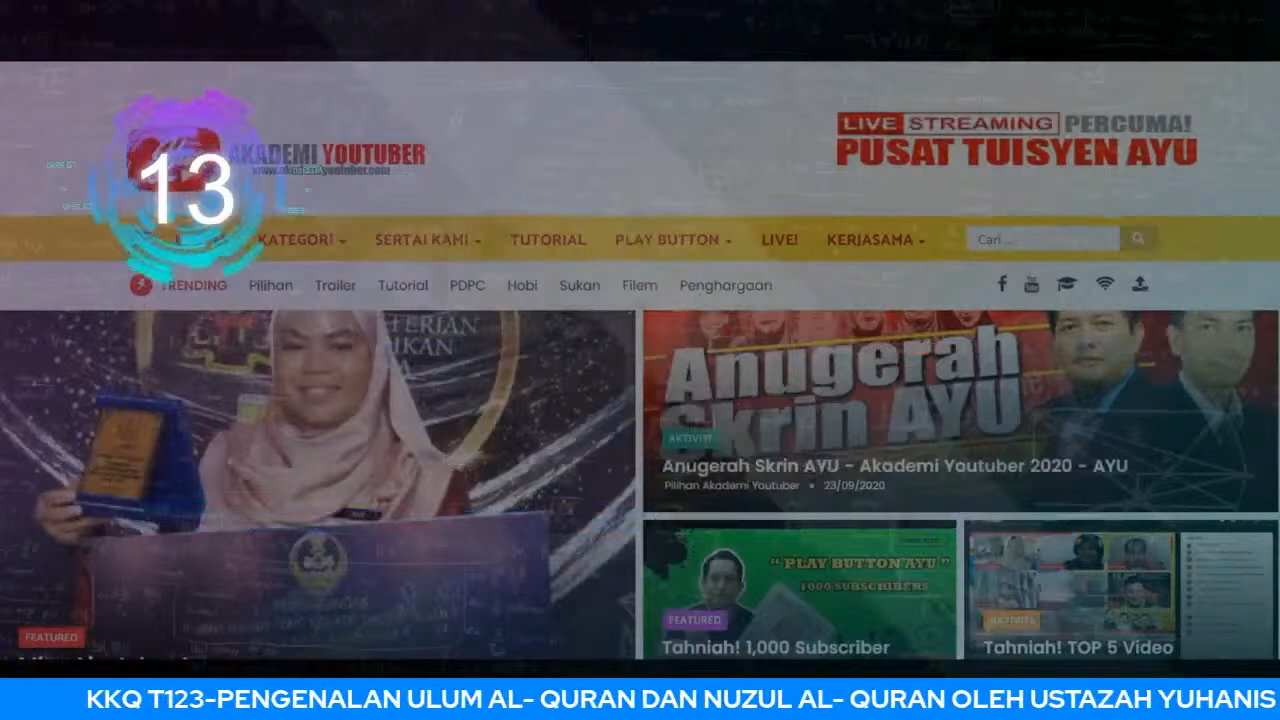 LIVE STREAMING PERCUMA!
PUSAT TUISYEN AYU
AKADEMI YOUTUBER
www.akademiyoutuber.com
13
KATEGORI
SERTAI KAMI
TUTORIAL
PLAY BUTTON
LIVE!
KERJASAMA
Cari ...
TRENDING
Pilihan
Trailer
Tutorial
PDPC
Hobi
Sukan
Filem
Penghargaan
Anugerah
Skrin AYU
AKTIVITI
Anugerah Skrin AYU - Akademi Youtuber 2020 - AYU
Pilihan Akademi Youtuber • 23/09/2020
"PLAY BUTTON AYU"
1000 SUBSCRIBERS
FEATURED
Tahniah! 1,000 Subscriber
AKTIVITI
Tahniah! TOP 5 Video
FEATURED
KKQ T123-PENGENALAN ULUM AL- QURAN DAN NUZUL AL- QURAN OLEH USTAZAH YUHANIS